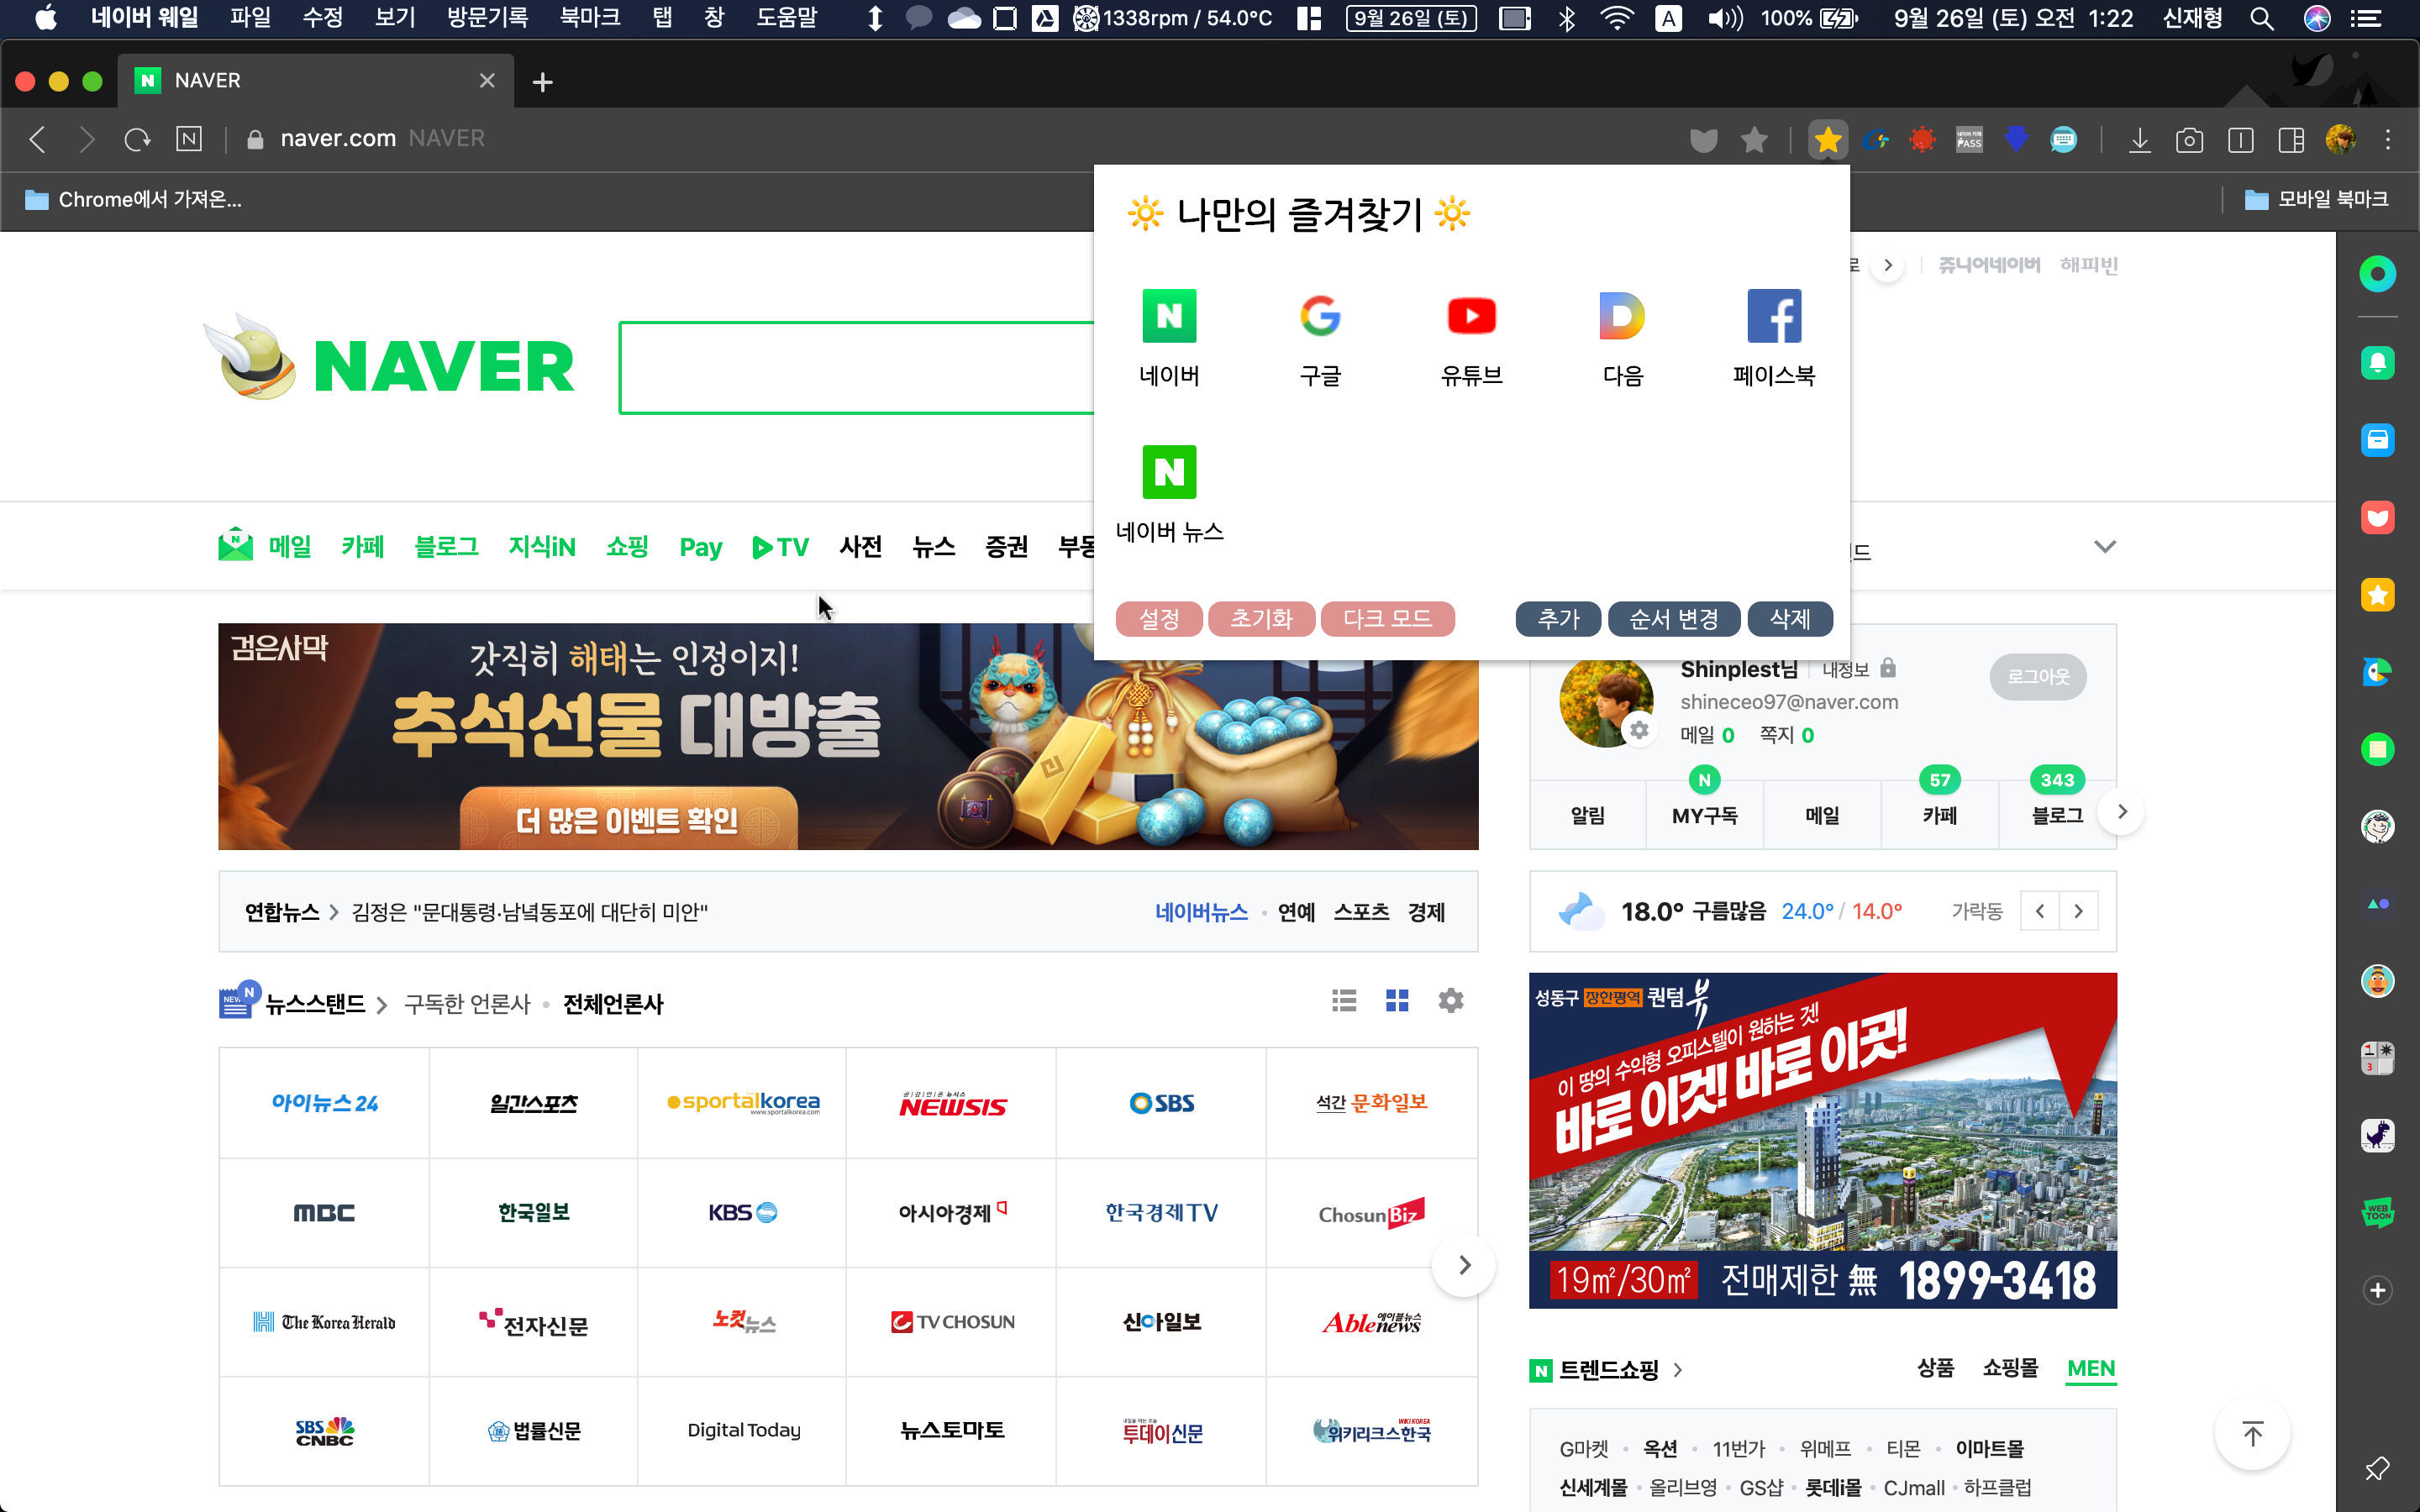 네이버 웨일 파일 수정 보기 방문기록 북마크 탭 창 도움말 1338rpm / 54.0°C 9월 26일 (토) A 100% 9월 26일 (토) 오전 1:22 신재형
NAVER
naver.com NAVER
Chrome에서 가져온...
모바일 북마크
나만의 즐겨찾기
네이버 구글 유튜브 다음 페이스북
네이버 뉴스
설정 초기화 다크 모드 추가 순서 변경 삭제
쥬니어네이버 해피빈
NAVER
메일 카페 블로그 지식iN 쇼핑 Pay TV 사전 뉴스 증권
검은사막
갓직히 해태는 인정이지!
추석선물 대방출
더 많은 이벤트 확인
Shinplest님 내정보
로그아웃
shineceo97@naver.com
메일 0 쪽지 0
N 57 343
알림 MY구독 메일 카페 블로그
연합뉴스 김정은 "문대통령·남녘동포에 대단히 미안"
네이버뉴스 연예 스포츠 경제
18.0° 구름많음 24.0° / 14.0° 가락동
뉴스스탠드 구독한 언론사 전체언론사
아이뉴스24 일간스포츠 sportalkorea www.sportalkorea.com NEWSIS SBS 석간 문화일보
MBC 한국일보 KBS 아시아경제 한국경제TV ChosunBiz
The Korea Herald 전자신문 노컷뉴스 TV CHOSUN 신아일보 에이블뉴스 Ablenews
SBS CNBC 법률신문 Digital Today 뉴스토마토 투데이신문 WIKI KOREA 위키리크스한국
성동구 장한평역 퀀텀 뷰
이 땅의 수익형 오피스텔이 원하는 것!
바로 이것! 바로 이곳!
19㎡/30㎡ 전매제한 無 1899-3418
트렌드쇼핑 상품 쇼핑몰 MEN
G마켓 옥션 11번가 위메프 티몬 이마트몰
신세계몰 올리브영 GS샵 롯데i몰 CJmall 하프클럽
WEB TOON